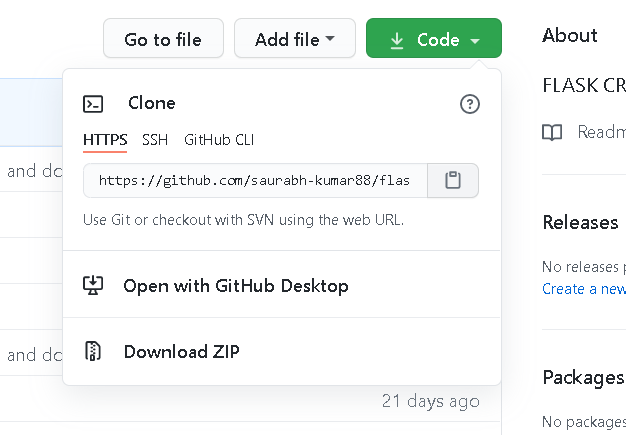 Go to file
Add file
Code
About
Clone
FLASK CR
HTTPS
SSH
GitHub CLI
Readm
and do
https://github.com/saurabh-kumar88/flas
Use Git or checkout with SVN using the web URL.
Releases
No releases p
Create a new
Open with GitHub Desktop
and do
Download ZIP
Packages
21 days ago
No packages